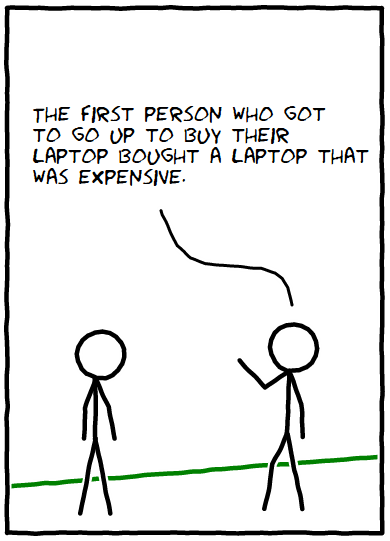 THE FIRST PERSON WHO GOT
TO GO UP TO BUY THEIR
LAPTOP BOUGHT A LAPTOP THAT
WAS EXPENSIVE.